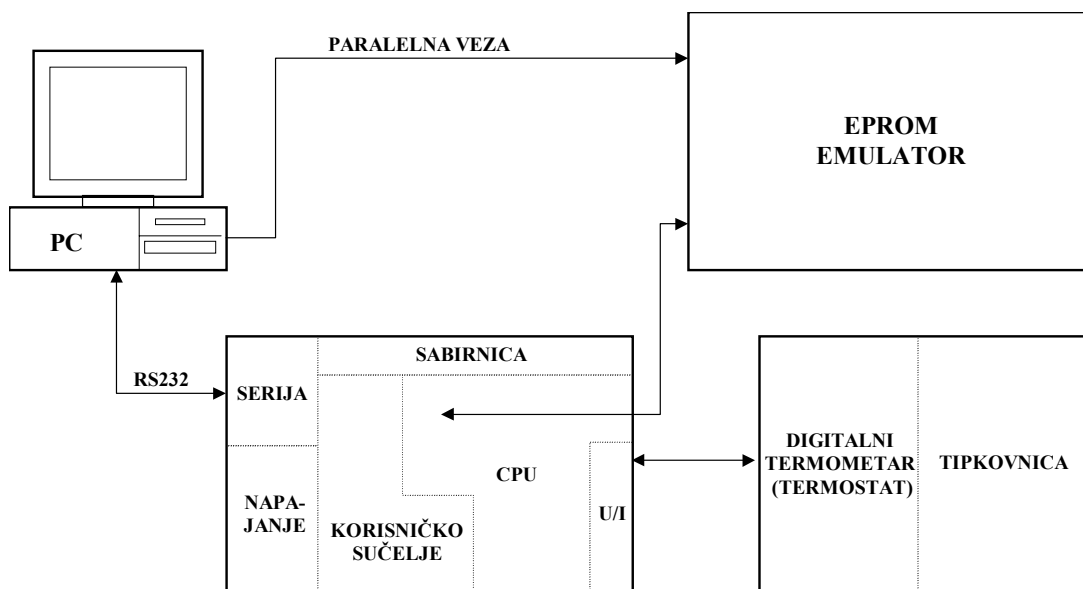 PARALELNA VEZA
EPROM
EMULATOR
PC
RS232
SABIRNICA
SERIJA
NAPA-
JANJE
KORISNIČKO
SUČELJE
CPU
U/I
DIGITALNI
TERMOMETAR
(TERMOSTAT)
TIPKOVNICA